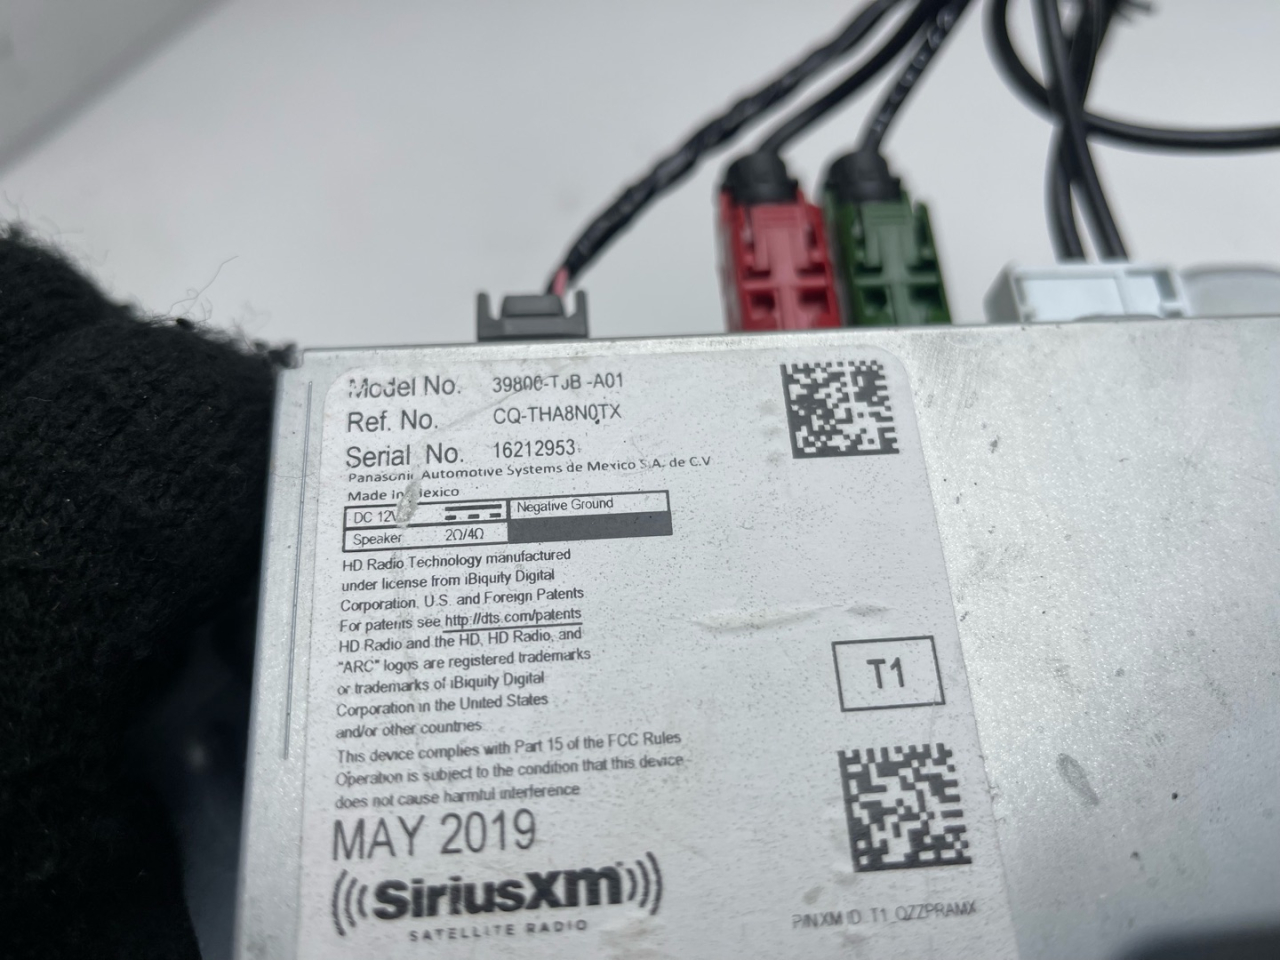 Model No. 39800-TJB-A01
Ref. No. CQ-THA8N0TX
Serial No. 16212953
Panasonic Automotive Systems de Mexico S.A. de C.V
Made in Mexico
DC 12V Negative Ground
Speaker 2Ω/4Ω
HD Radio Technology manufactured
under license from iBiquity Digital
Corporation, U.S. and Foreign Patents
For patents see http://dts.com/patents
HD Radio and the HD, HD Radio, and
"ARC" logos are registered trademarks
or trademarks of iBiquity Digital
Corporation in the United States
and/or other countries
This device complies with Part 15 of the FCC Rules
Operation is subject to the condition that this device
does not cause harmful interference
T1
MAY 2019
SiriusXm
SATELLITE RADIO
P/NXM ID T1 QZZPRAMX